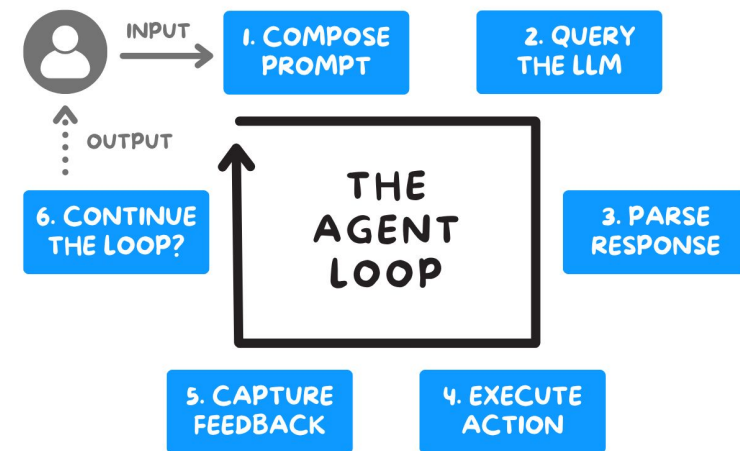 INPUT
1. COMPOSE
PROMPT
2. QUERY
THE LLM
OUTPUT
THE
AGENT
LOOP
3. PARSE
RESPONSE
6. CONTINUE
THE LOOP?
5. CAPTURE
FEEDBACK
4. EXECUTE
ACTION